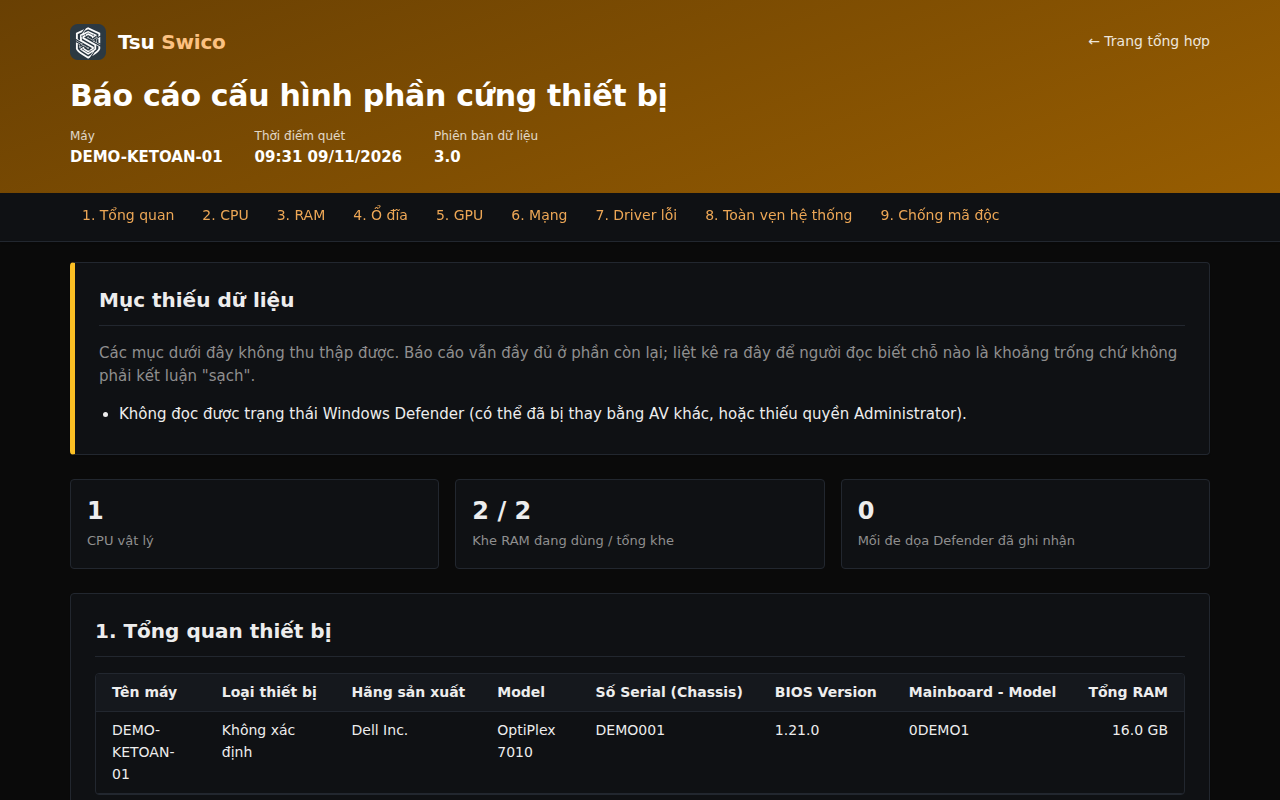 Tsu Swico
← Trang tổng hợp
Báo cáo cấu hình phần cứng thiết bị
Máy
DEMO-KETOAN-01
Thời điểm quét
09:31 09/11/2026
Phiên bản dữ liệu
3.0
1. Tổng quan
2. CPU
3. RAM
4. Ổ đĩa
5. GPU
6. Mạng
7. Driver lỗi
8. Toàn vẹn hệ thống
9. Chống mã độc
Mục thiếu dữ liệu
Các mục dưới đây không thu thập được. Báo cáo vẫn đầy đủ ở phần còn lại; liệt kê ra đây để người đọc biết chỗ nào là khoảng trống chứ không
phải kết luận "sạch".
• Không đọc được trạng thái Windows Defender (có thể đã bị thay bằng AV khác, hoặc thiếu quyền Administrator).
1
CPU vật lý
2 / 2
Khe RAM đang dùng / tổng khe
0
Mối đe dọa Defender đã ghi nhận
1. Tổng quan thiết bị
Tên máy Loại thiết bị Hãng sản xuất Model Số Serial (Chassis) BIOS Version Mainboard - Model Tổng RAM
DEMO- Không xác Dell Inc. OptiPlex DEMO001 1.21.0 0DEMO1 16.0 GB
KETOAN- định 7010
01